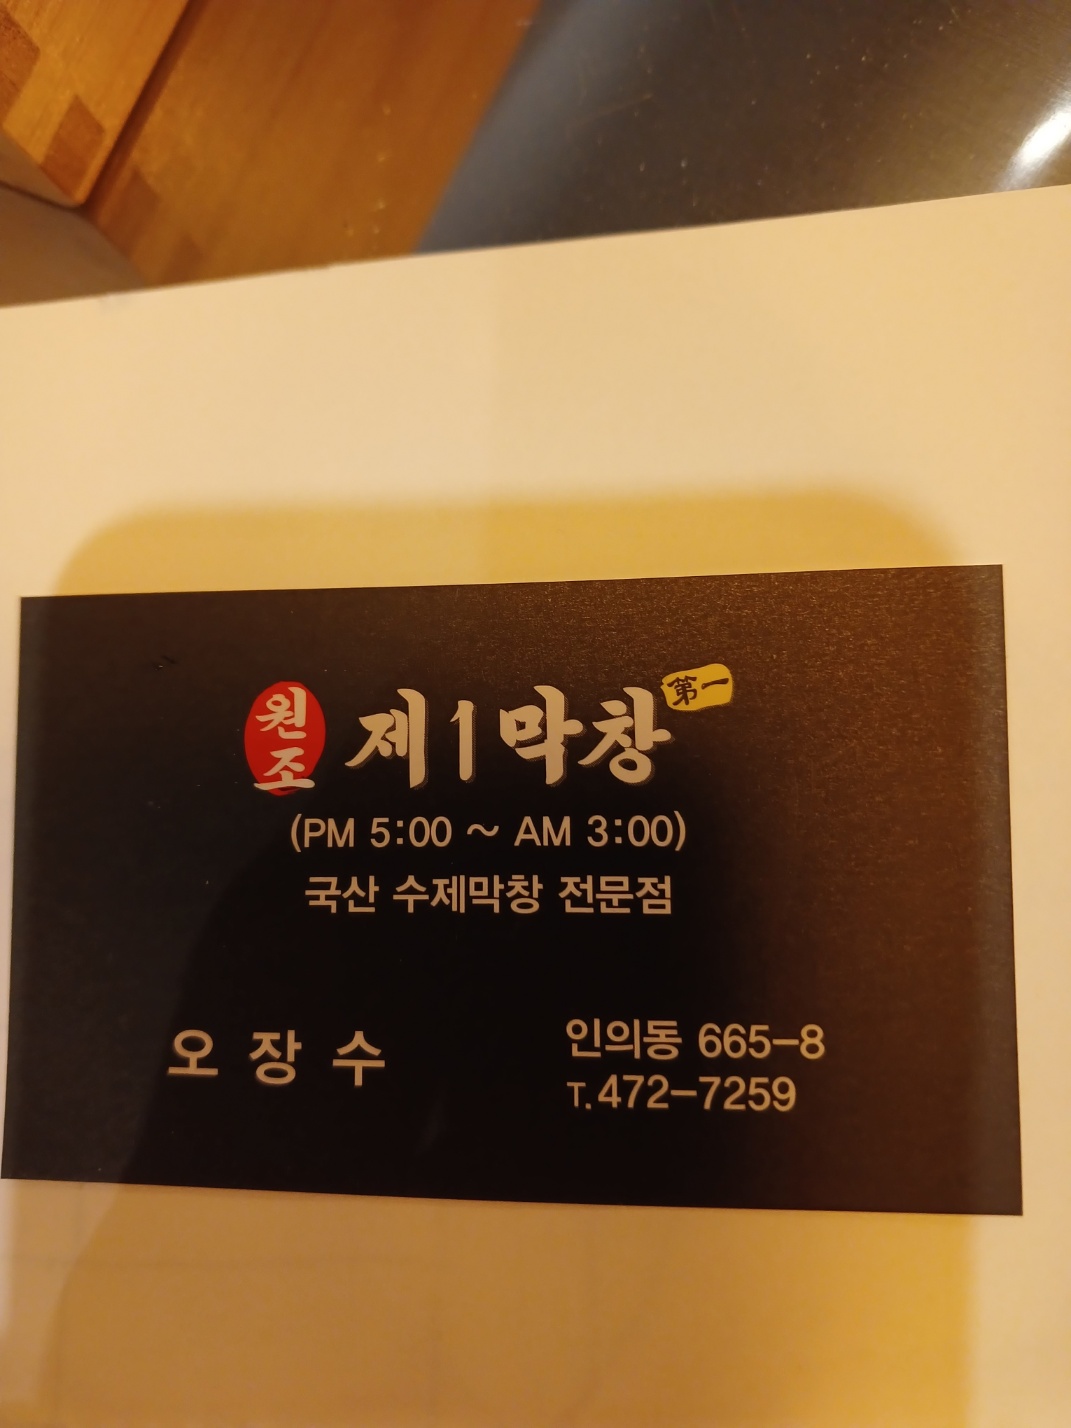 원조 제1막창 第一
(PM 5:00 ~ AM 3:00)
국산 수제막창 전문점
오 장 수
인의동 665-8
T.472-7259